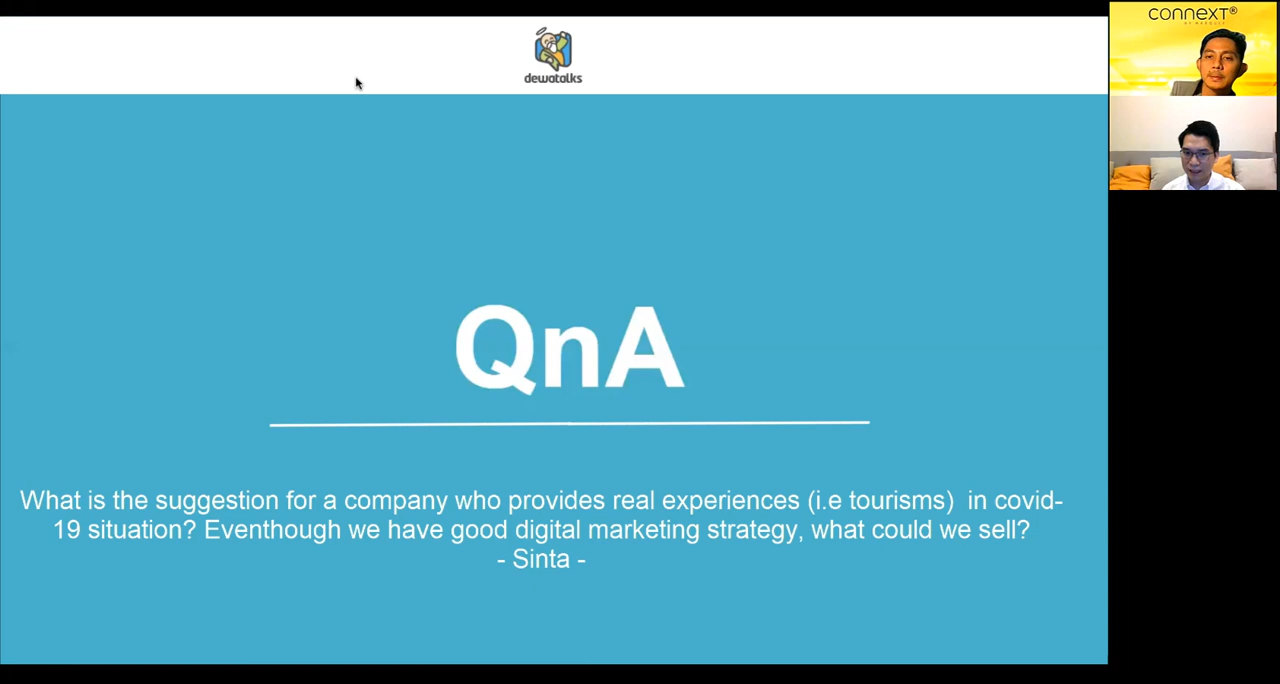 dewatalks
connexT®
QnA
What is the suggestion for a company who provides real experiences (i.e tourisms)  in covid-
19 situation? Eventhough we have good digital marketing strategy, what could we sell?
- Sinta -